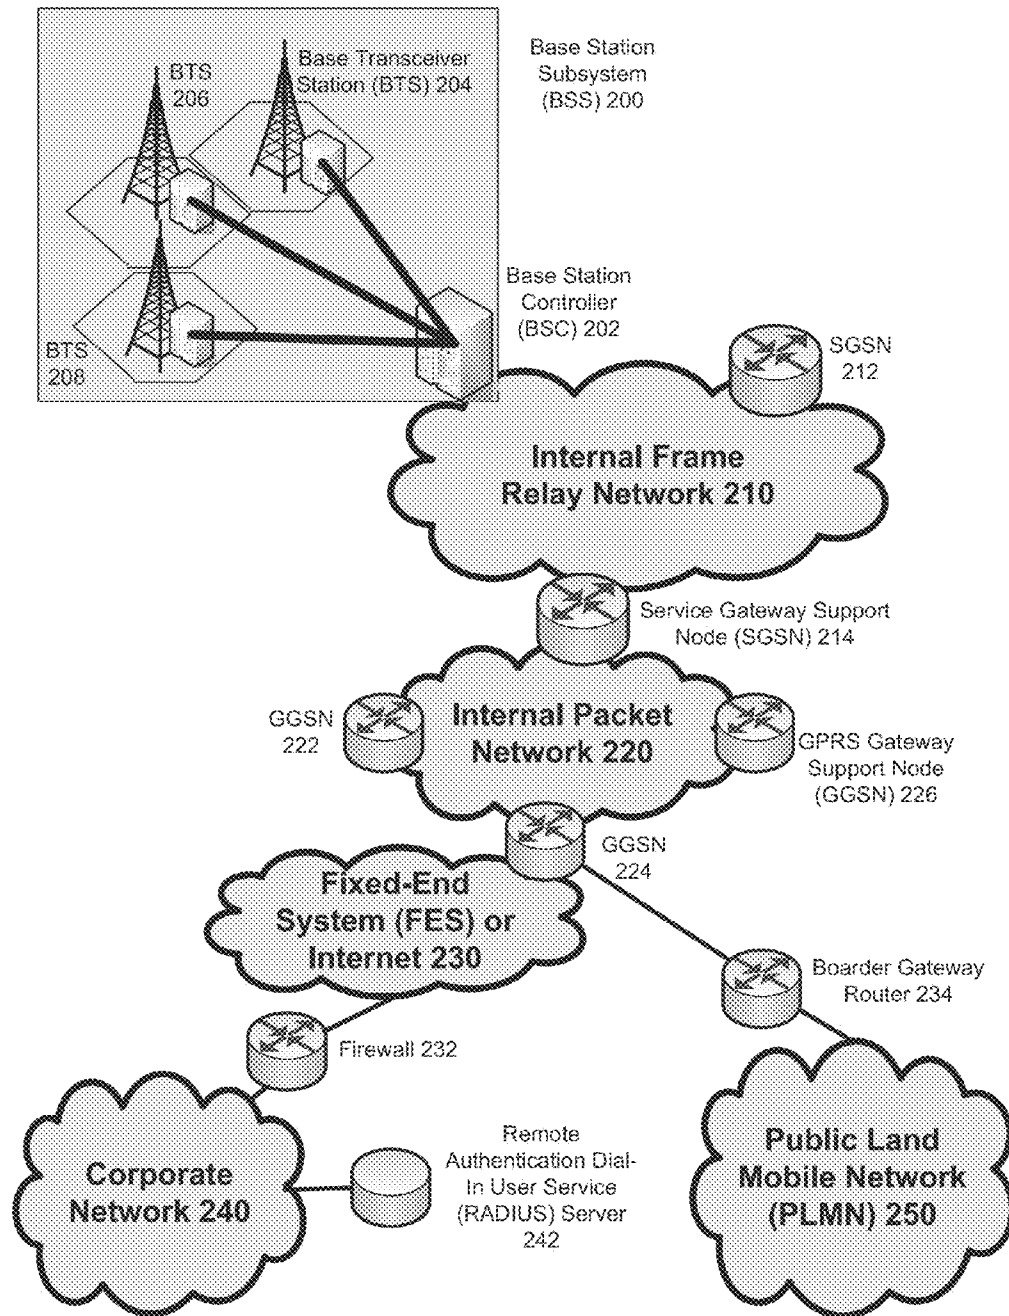 BTS
206
Base Transceiver
Station (BTS) 204
Base Station
Subsystem
(BSS) 200
BTS
208
Base Station
Controller
(BSC) 202
SGSN
212
Internal Frame
Relay Network 210
Service Gateway Support
Node (SGSN) 214
GGSN
222
Internal Packet
Network 220
GPRS Gateway
Support Node
(GGSN) 226
GGSN
224
Fixed-End
System (FES) or
Internet 230
Boarder Gateway
Router 234
Firewall 232
Corporate
Network 240
Remote
Authentication Dial-
In User Service
(RADIUS) Server
242
Public Land
Mobile Network
(PLMN) 250